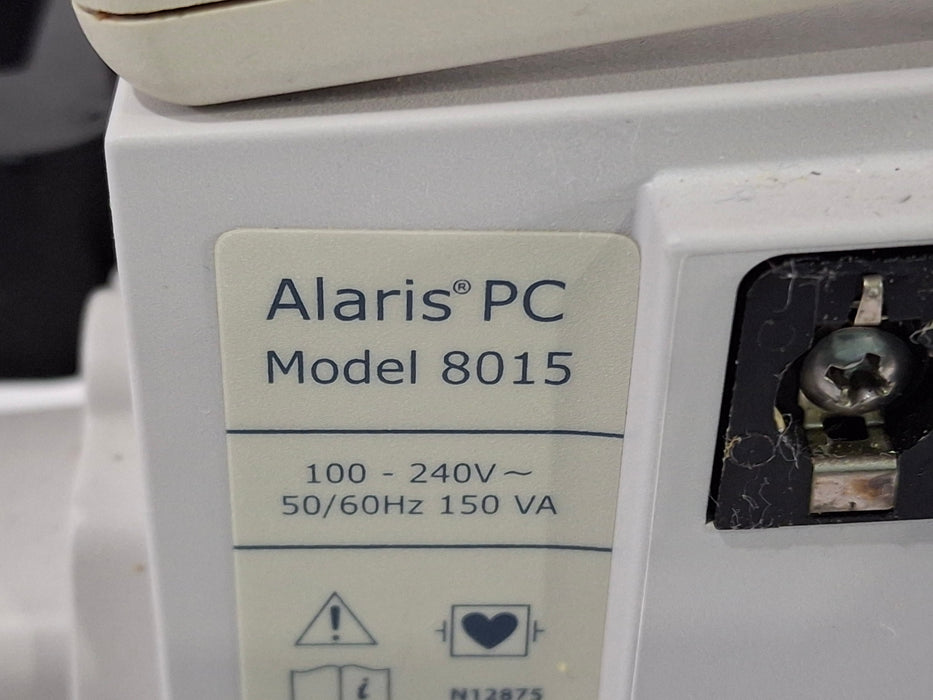 Alaris® PC
Model 8015
100 - 240V~
50/60Hz 150 VA
i
N12875